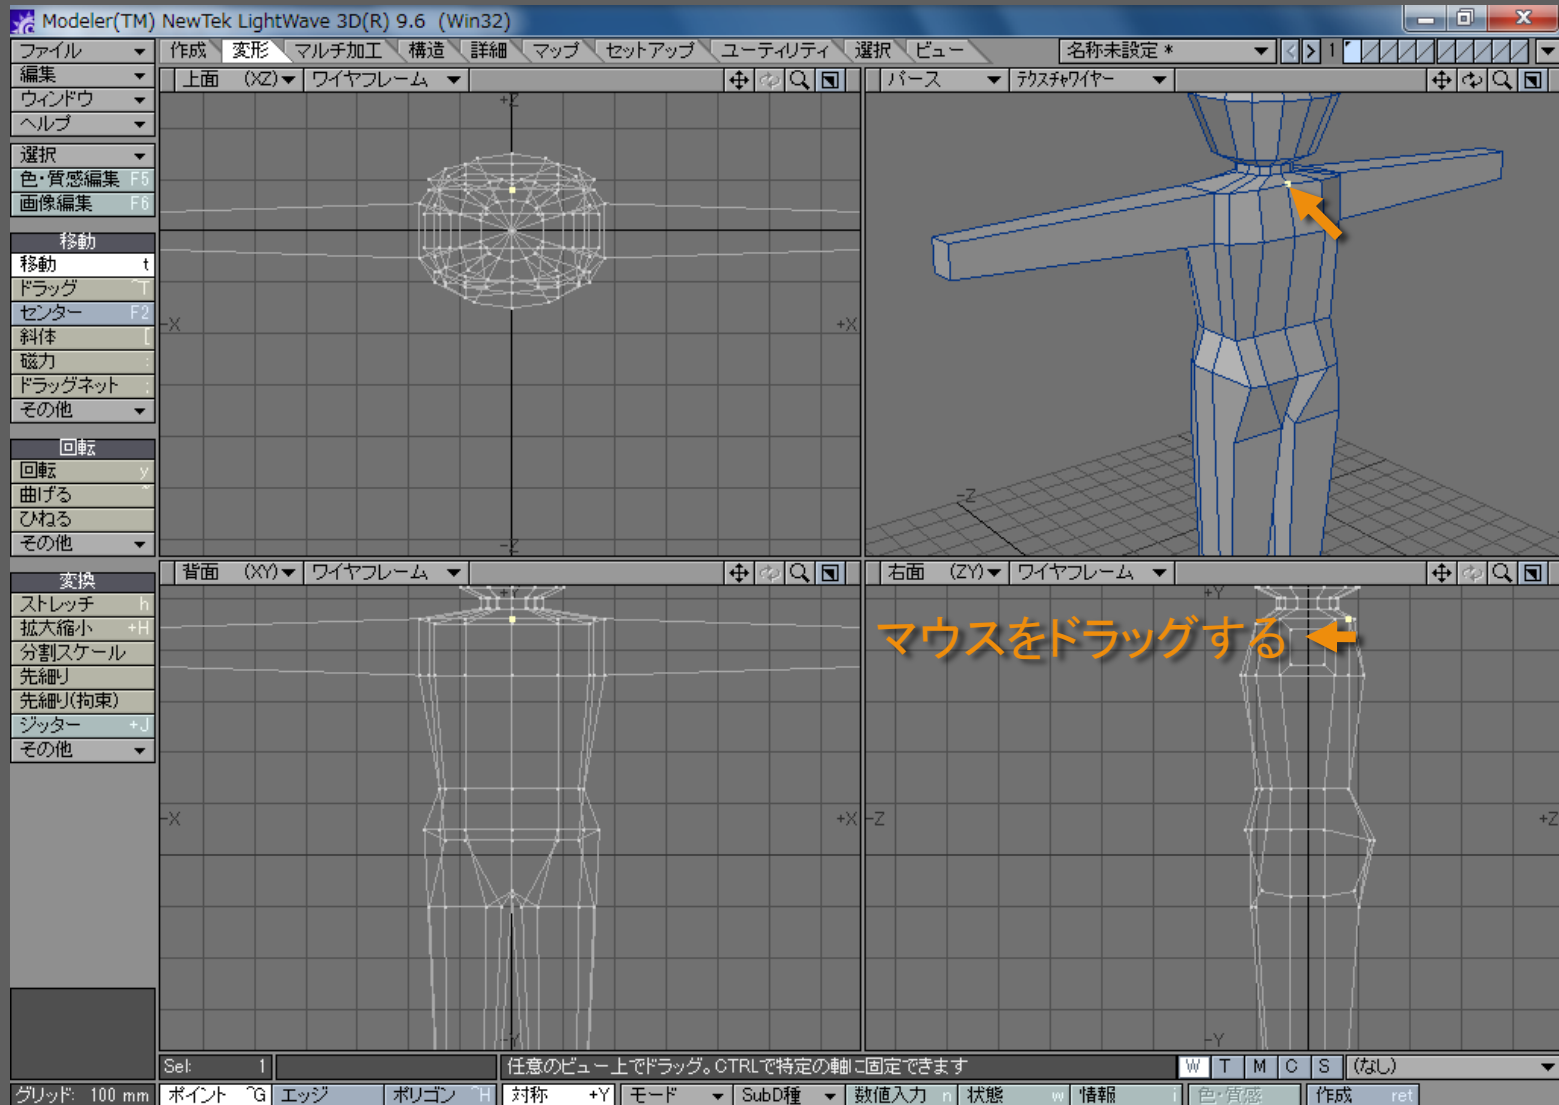 Modeler(TM) NewTek LightWave 3D(R) 9.6 (Win32)
ファイル
作成 変形 マルチ加工 構造 詳細 マップ セットアップ ユーティリティ 選択 ビュー 名称未設定 * 1
編集
ウィンドウ
ヘルプ
選択
色・質感編集 F5
画像編集 F6
移動
移動 t
ドラッグ ^T
センター F2
斜体 [
磁力 :
ドラッグネット ;
その他
回転
回転 y
曲げる ~
ひねる
その他
変換
ストレッチ h
拡大縮小 +H
分割スケール
先細り
先細り(拘束)
ジッター +J
その他
上面 (XZ) ワイヤフレーム
+Z
-X
+X
-Z
パース テクスチャワイヤー
-Z
背面 (XY) ワイヤフレーム
+Y
-X
+X
-Y
右面 (ZY) ワイヤフレーム
+Y
マウスをドラッグする
-Z
+Z
-Y
Sel: 1 任意のビュー上でドラッグ。CTRLで特定の軸に固定できます W T M C S (なし)
グリッド: 100 mm ポイント ^G エッジ ポリゴン ^H 対称 +Y モード SubD種 数値入力 n 状態 w 情報 i 色・質感 作成 ret